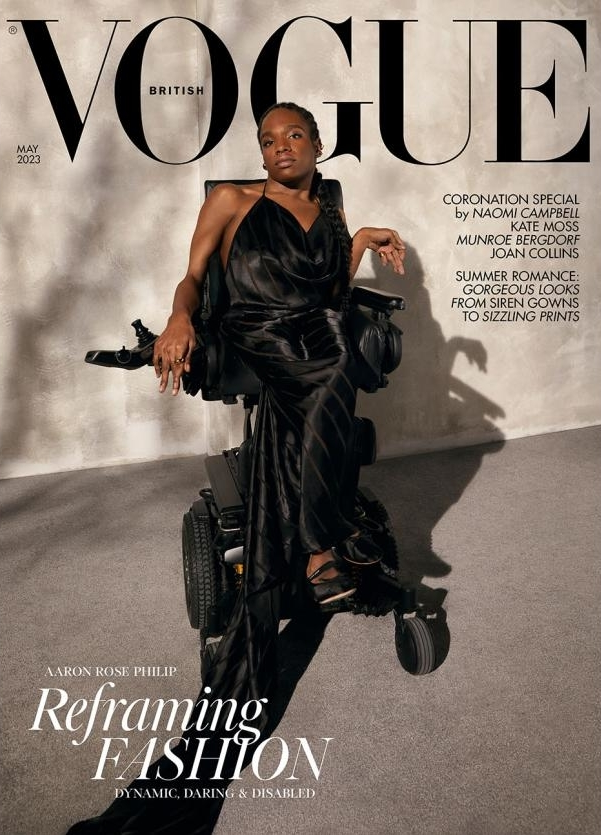 ®
VOGUE
BRITISH
MAY
2023
CORONATION SPECIAL
by NAOMI CAMPBELL
KATE MOSS
MUNROE BERGDORF
JOAN COLLINS
SUMMER ROMANCE:
GORGEOUS LOOKS
FROM SIREN GOWNS
TO SIZZLING PRINTS
AARON ROSE PHILIP
Reframing
FASHION
DYNAMIC, DARING & DISABLED